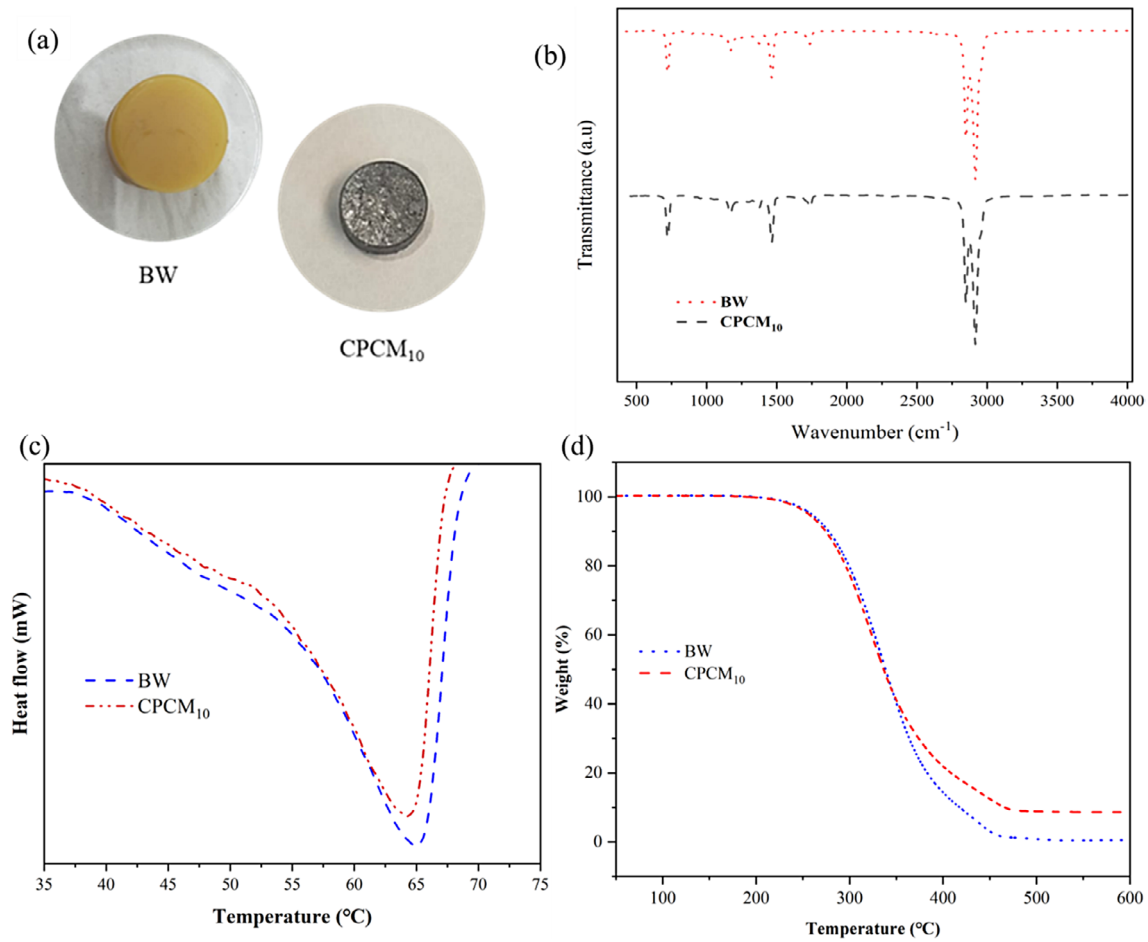 (a)
BW
CPCM₁₀
(b)
Transmittance (a.u)
BW
CPCM₁₀
500 1000 1500 2000 2500 3000 3500 4000
Wavenumber (cm⁻¹)
(c)
Heat flow (mW)
BW
CPCM₁₀
35 40 45 50 55 60 65 70 75
Temperature (℃)
(d)
Weight (%)
100
80
60
40
20
0
BW
CPCM₁₀
100 200 300 400 500 600
Temperature (℃)